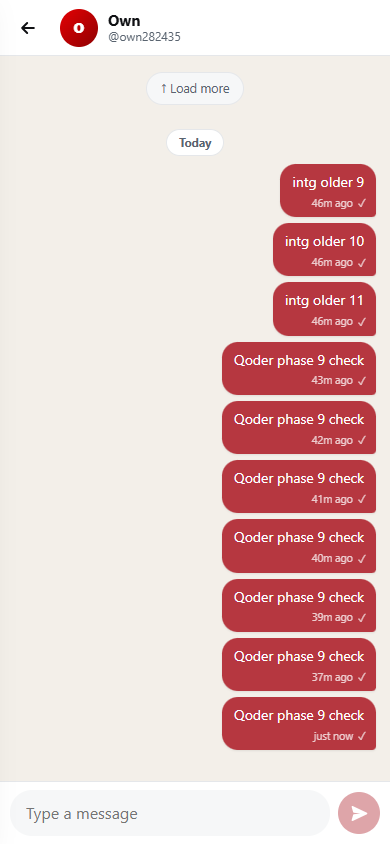 O
Own
@own282435
↑ Load more
Today
intg older 9
46m ago ✓
intg older 10
46m ago ✓
intg older 11
46m ago ✓
Qoder phase 9 check
43m ago ✓
Qoder phase 9 check
42m ago ✓
Qoder phase 9 check
41m ago ✓
Qoder phase 9 check
40m ago ✓
Qoder phase 9 check
39m ago ✓
Qoder phase 9 check
37m ago ✓
Qoder phase 9 check
just now ✓
Type a message